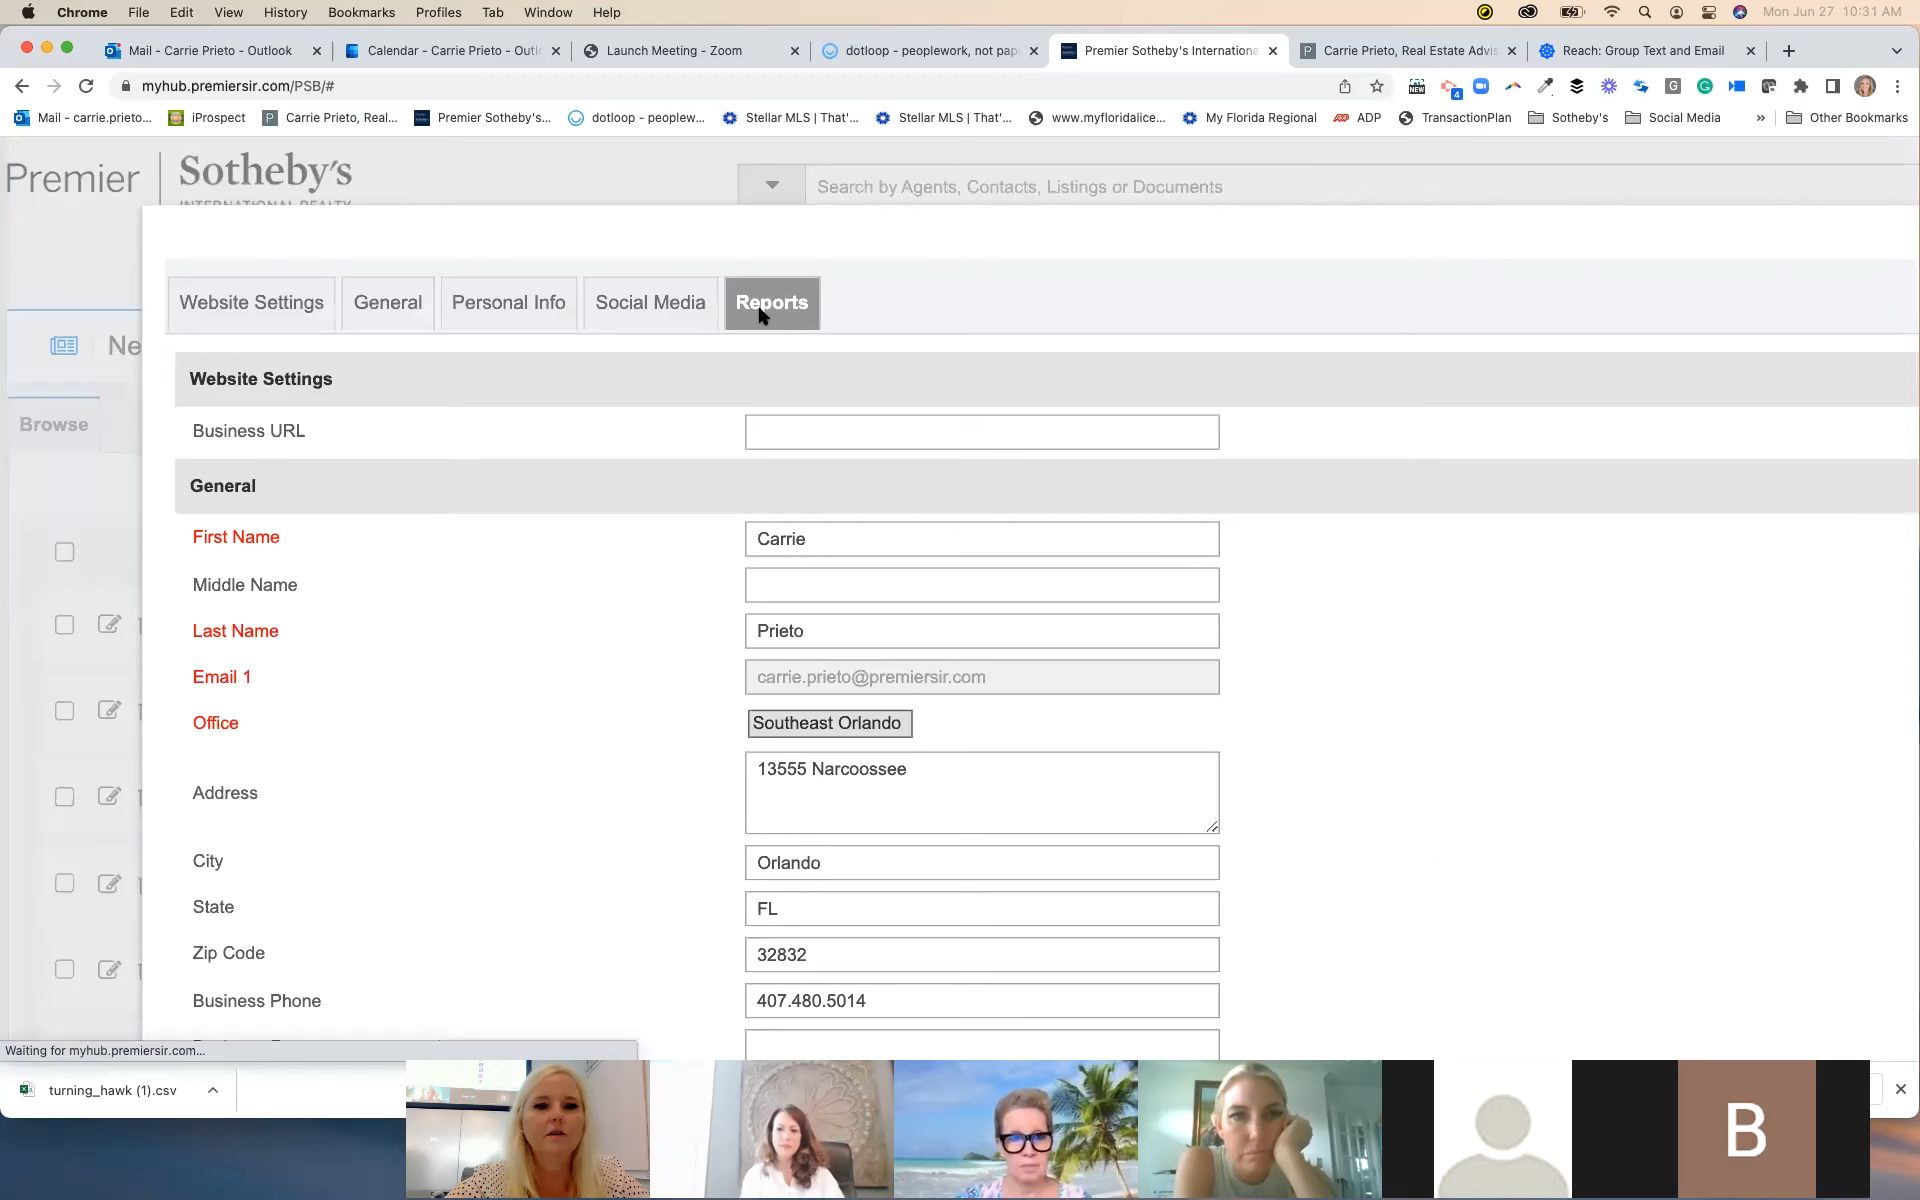 Chrome File Edit View History Bookmarks Profiles Tab Window Help Mon Jun 27 10:31 AM
Mail - Carrie Prieto - Outlook Calendar - Carrie Prieto - Outl Launch Meeting - Zoom dotloop - peoplework, not pap Premier Sotheby's Internationa Carrie Prieto, Real Estate Advis Reach: Group Text and Email
myhub.premiersir.com/PSB/# NEW 4 G
Mail - carrie.prieto... iProspect Carrie Prieto, Real... Premier Sotheby's... dotloop - peoplew... Stellar MLS | That'... Stellar MLS | That'... www.myfloridalice... My Florida Regional ADP TransactionPlan Sotheby's Social Media » Other Bookmarks
Premier Sotheby's
INTERNATIONAL REALTY
Search by Agents, Contacts, Listings or Documents
Website Settings General Personal Info Social Media Reports
Ne
Browse
Website Settings
Business URL
General
First Name Carrie
Middle Name
Last Name Prieto
Email 1 carrie.prieto@premiersir.com
Office Southeast Orlando
Address 13555 Narcoossee
City Orlando
State FL
Zip Code 32832
Business Phone 407.480.5014
Waiting for myhub.premiersir.com...
turning_hawk (1).csv
B